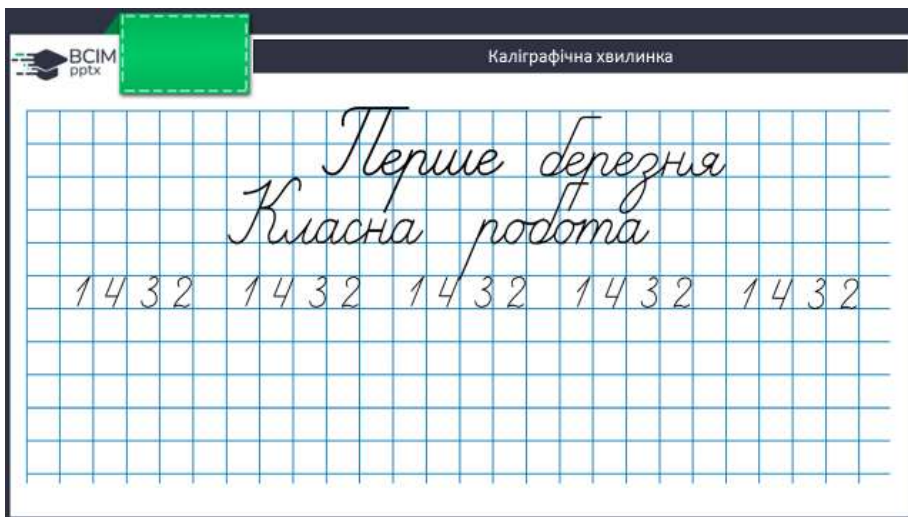 ВСІМ
pptx
Каліграфічна хвилинка
Перше березня
Класна робота
1 4 3 2 1 4 3 2 1 4 3 2 1 4 3 2 1 4 3 2